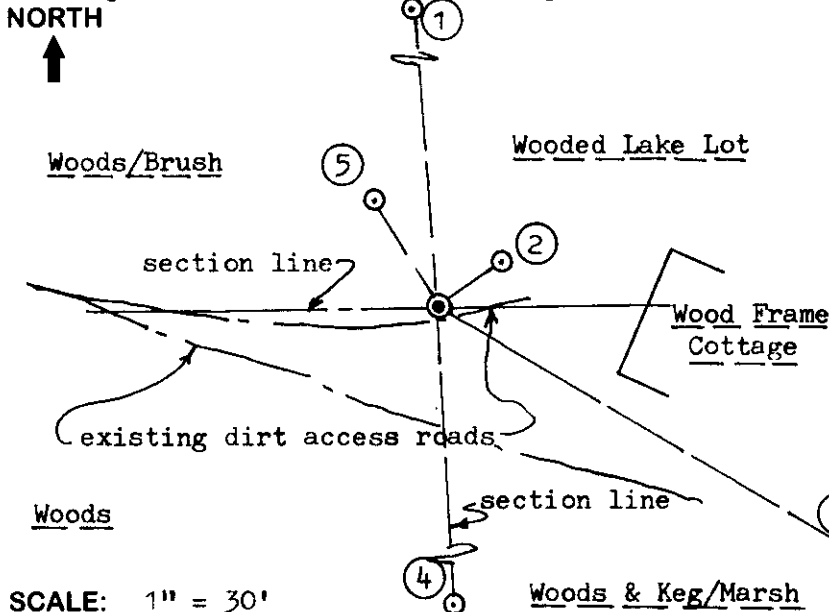 NORTH
1
Woods/Brush
Wooded Lake Lot
5
2
section line
Wood Frame
Cottage
existing dirt access roads
section line
Woods
4
SCALE: 1" = 30'
Woods & Keg/Marsh